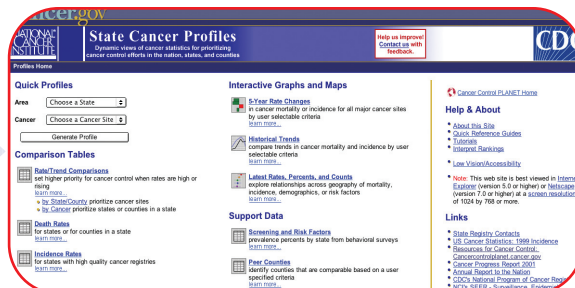 cancer.gov
NATIONAL
CANCER
INSTITUTE
State Cancer Profiles
Dynamic views of cancer statistics for prioritizing
cancer control efforts in the nation, states, and counties
Help us improve!
Contact us with
feedback.
CDC
Profiles Home
Quick Profiles
Area Choose a State
Cancer Choose a Cancer Site
Generate Profile
Comparison Tables
Rate/Trend Comparisons
set higher priority for cancer control when rates are high or
rising
learn more...
by State/County prioritize cancer sites
by Cancer prioritize states or counties in a state
Death Rates
for states or for counties in a state
learn more...
Incidence Rates
for states with high quality cancer registries
learn more...
Interactive Graphs and Maps
5-Year Rate Changes
in cancer mortality or incidence for all major cancer sites
by user selectable criteria
learn more...
Historical Trends
compare trends in cancer mortality and incidence by user
selectable criteria
learn more...
Latest Rates, Percents, and Counts
explore relationships across geography of mortality,
incidence, demographics, or risk factors
learn more...
Support Data
Screening and Risk Factors
prevalence percents by state from behavioral surveys
learn more...
Peer Counties
identify counties that are comparable based on a user
specified criteria
learn more...
Cancer Control PLANET Home
Help & About
About this Site
Quick Reference Guides
Tutorials
Interpret Rankings
Low Vision/Accessibility
Note: This web site is best viewed in Interne
Explorer (version 5.0 or higher) or Netscape
(version 7.0 or higher) at a screen resolution
of 1024 by 768 or more.
Links
State Registry Contacts
US Cancer Statistics: 1999 Incidence
Resources for Cancer Control:
Cancercontrolplanet.cancer.gov
Cancer Progress Report 2001
Annual Report to the Nation
CDC's National Program of Cancer Regis
NCI's SEER - Surveillance, Epidemio